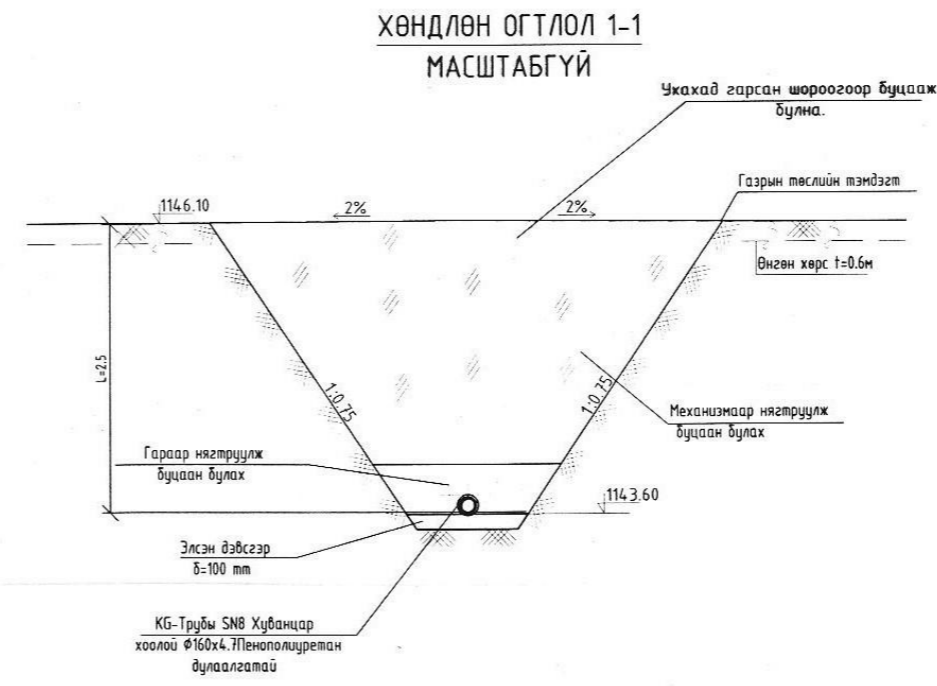 ХӨНДЛӨН ОГТЛОЛ 1-1
МАСШТАБГҮЙ
Ухахад гарсан шороогоор буцааж
булна.
Газрын төслийн тэмдэгт
1146.10
2%
2%
Өнгөн хөрс t=0.6м
L=2.5
1:0.75
1:0.75
Механизмаар нягтруулж
буцаан булах
Гараар нягтруулж
буцаан булах
1143.60
Элсэн дэвсгэр
δ=100 mm
KG-Трубы SN8 Хуванцар
хоолой Ф160х4.7Пенополиуретан
дулаалгатай